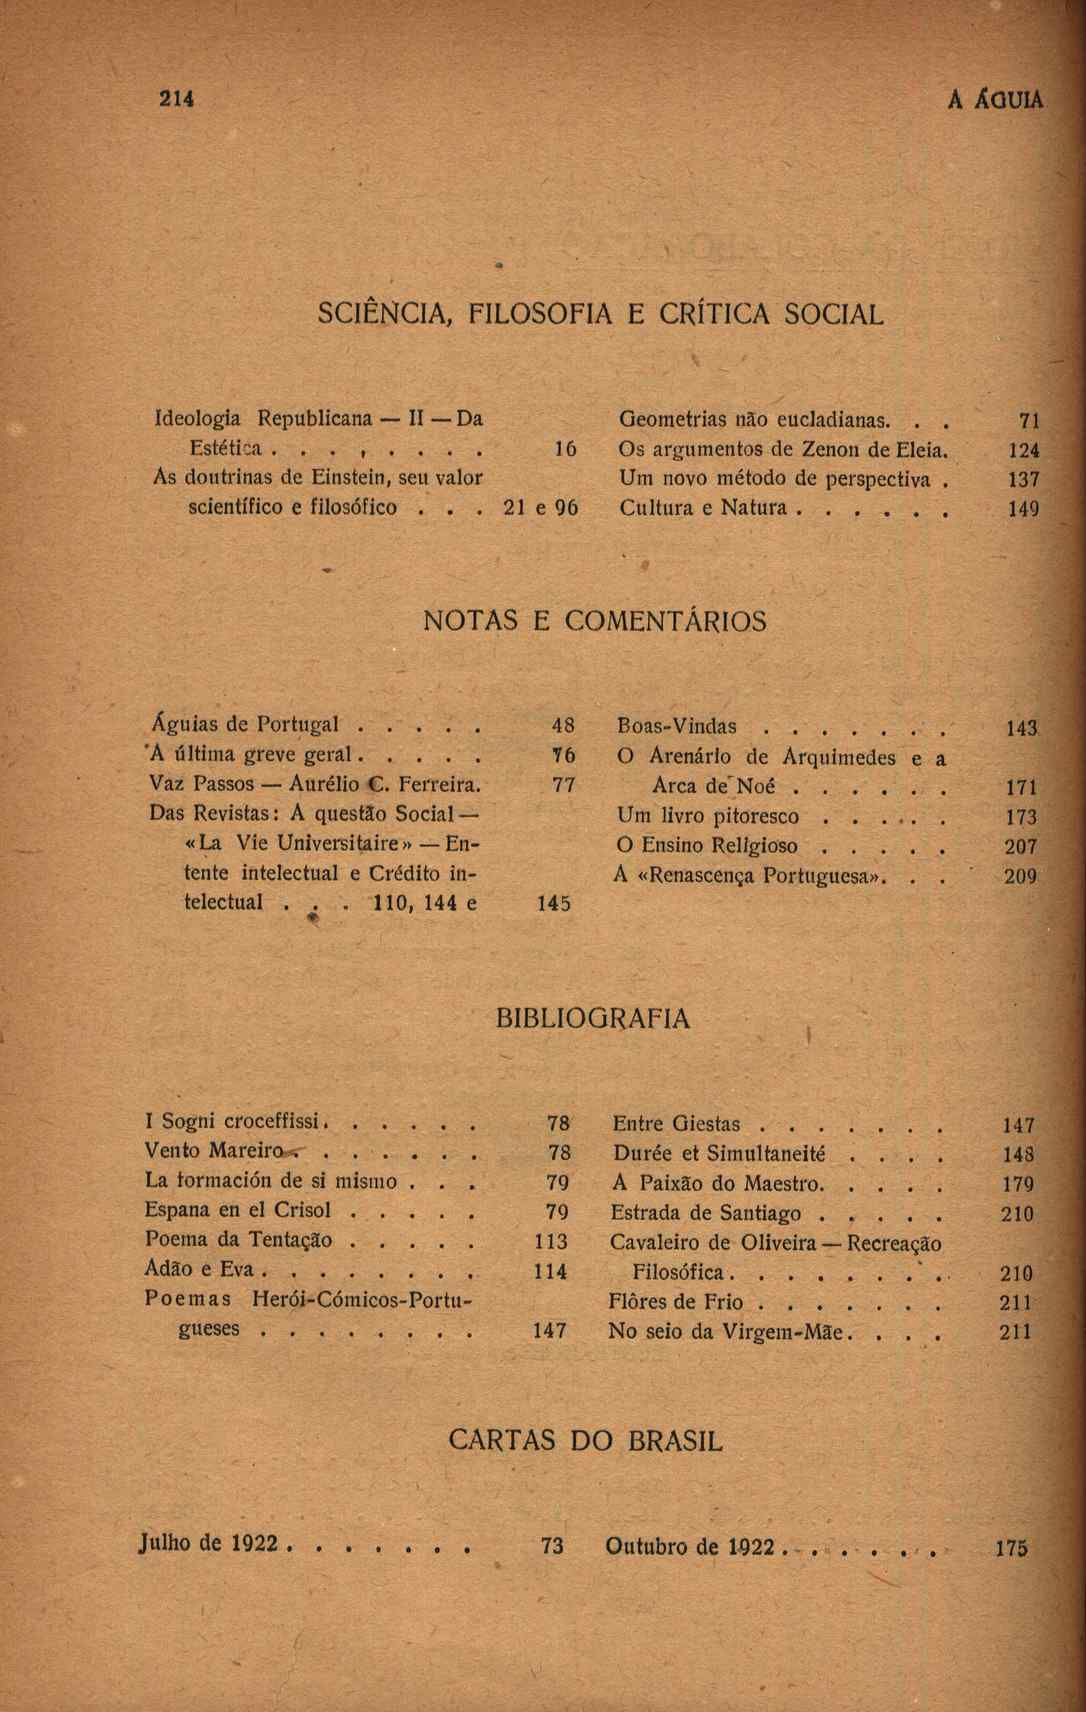 214
A ÁGUIA
SCIÊNCIA, FILOSOFIA E CRÍTICA SOCIAL
Ideologia Republicana — II — Da
Estética . . . , . . . . 16
As doutrinas de Einstein, seu valor
scientífico e filosófico . . . 21 e 96
Geometrias não eucladianas. . . 71
Os argumentos de Zenon de Eleia. 124
Um novo método de perspectiva . 137
Cultura e Natura . . . . . . 149
NOTAS E COMENTÁRIOS
Águias de Portugal . . . . . 48
A última greve geral . . . . . 76
Vaz Passos — Aurélio C. Ferreira. 77
Das Revistas: A questão Social —
«La Vie Universitaire» — En-
tente intelectual e Crédito in-
telectual . . . 110, 144 e 145
Boas-Vindas . . . . . . . 143
O Arenário de Arquimedes e a
Arca de Noé . . . . . . 171
Um livro pitoresco . . . . . 173
O Ensino Religioso . . . . . 207
A «Renascença Portuguesa». . . 209
BIBLIOGRAFIA
I Sogni croceffissi . . . . . . 78
Vento Mareiro . . . . . . . 78
La formación de si mismo . . . 79
Espana en el Crisol . . . . . 79
Poema da Tentação . . . . . 113
Adão e Eva . . . . . . . . 114
Poemas Herói-Cómicos-Portu-
gueses . . . . . . . . 147
Entre Giestas . . . . . . . 147
Durée et Simultaneité . . . . 148
A Paixão do Maestro. . . . . 179
Estrada de Santiago . . . . . 210
Cavaleiro de Oliveira — Recreação
Filosófica . . . . . . . . 210
Flôres de Frio . . . . . . . 211
No seio da Virgem-Mãe. . . . 211
CARTAS DO BRASIL
Julho de 1922 . . . . . . . 73
Outubro de 1922 . . . . . . 175